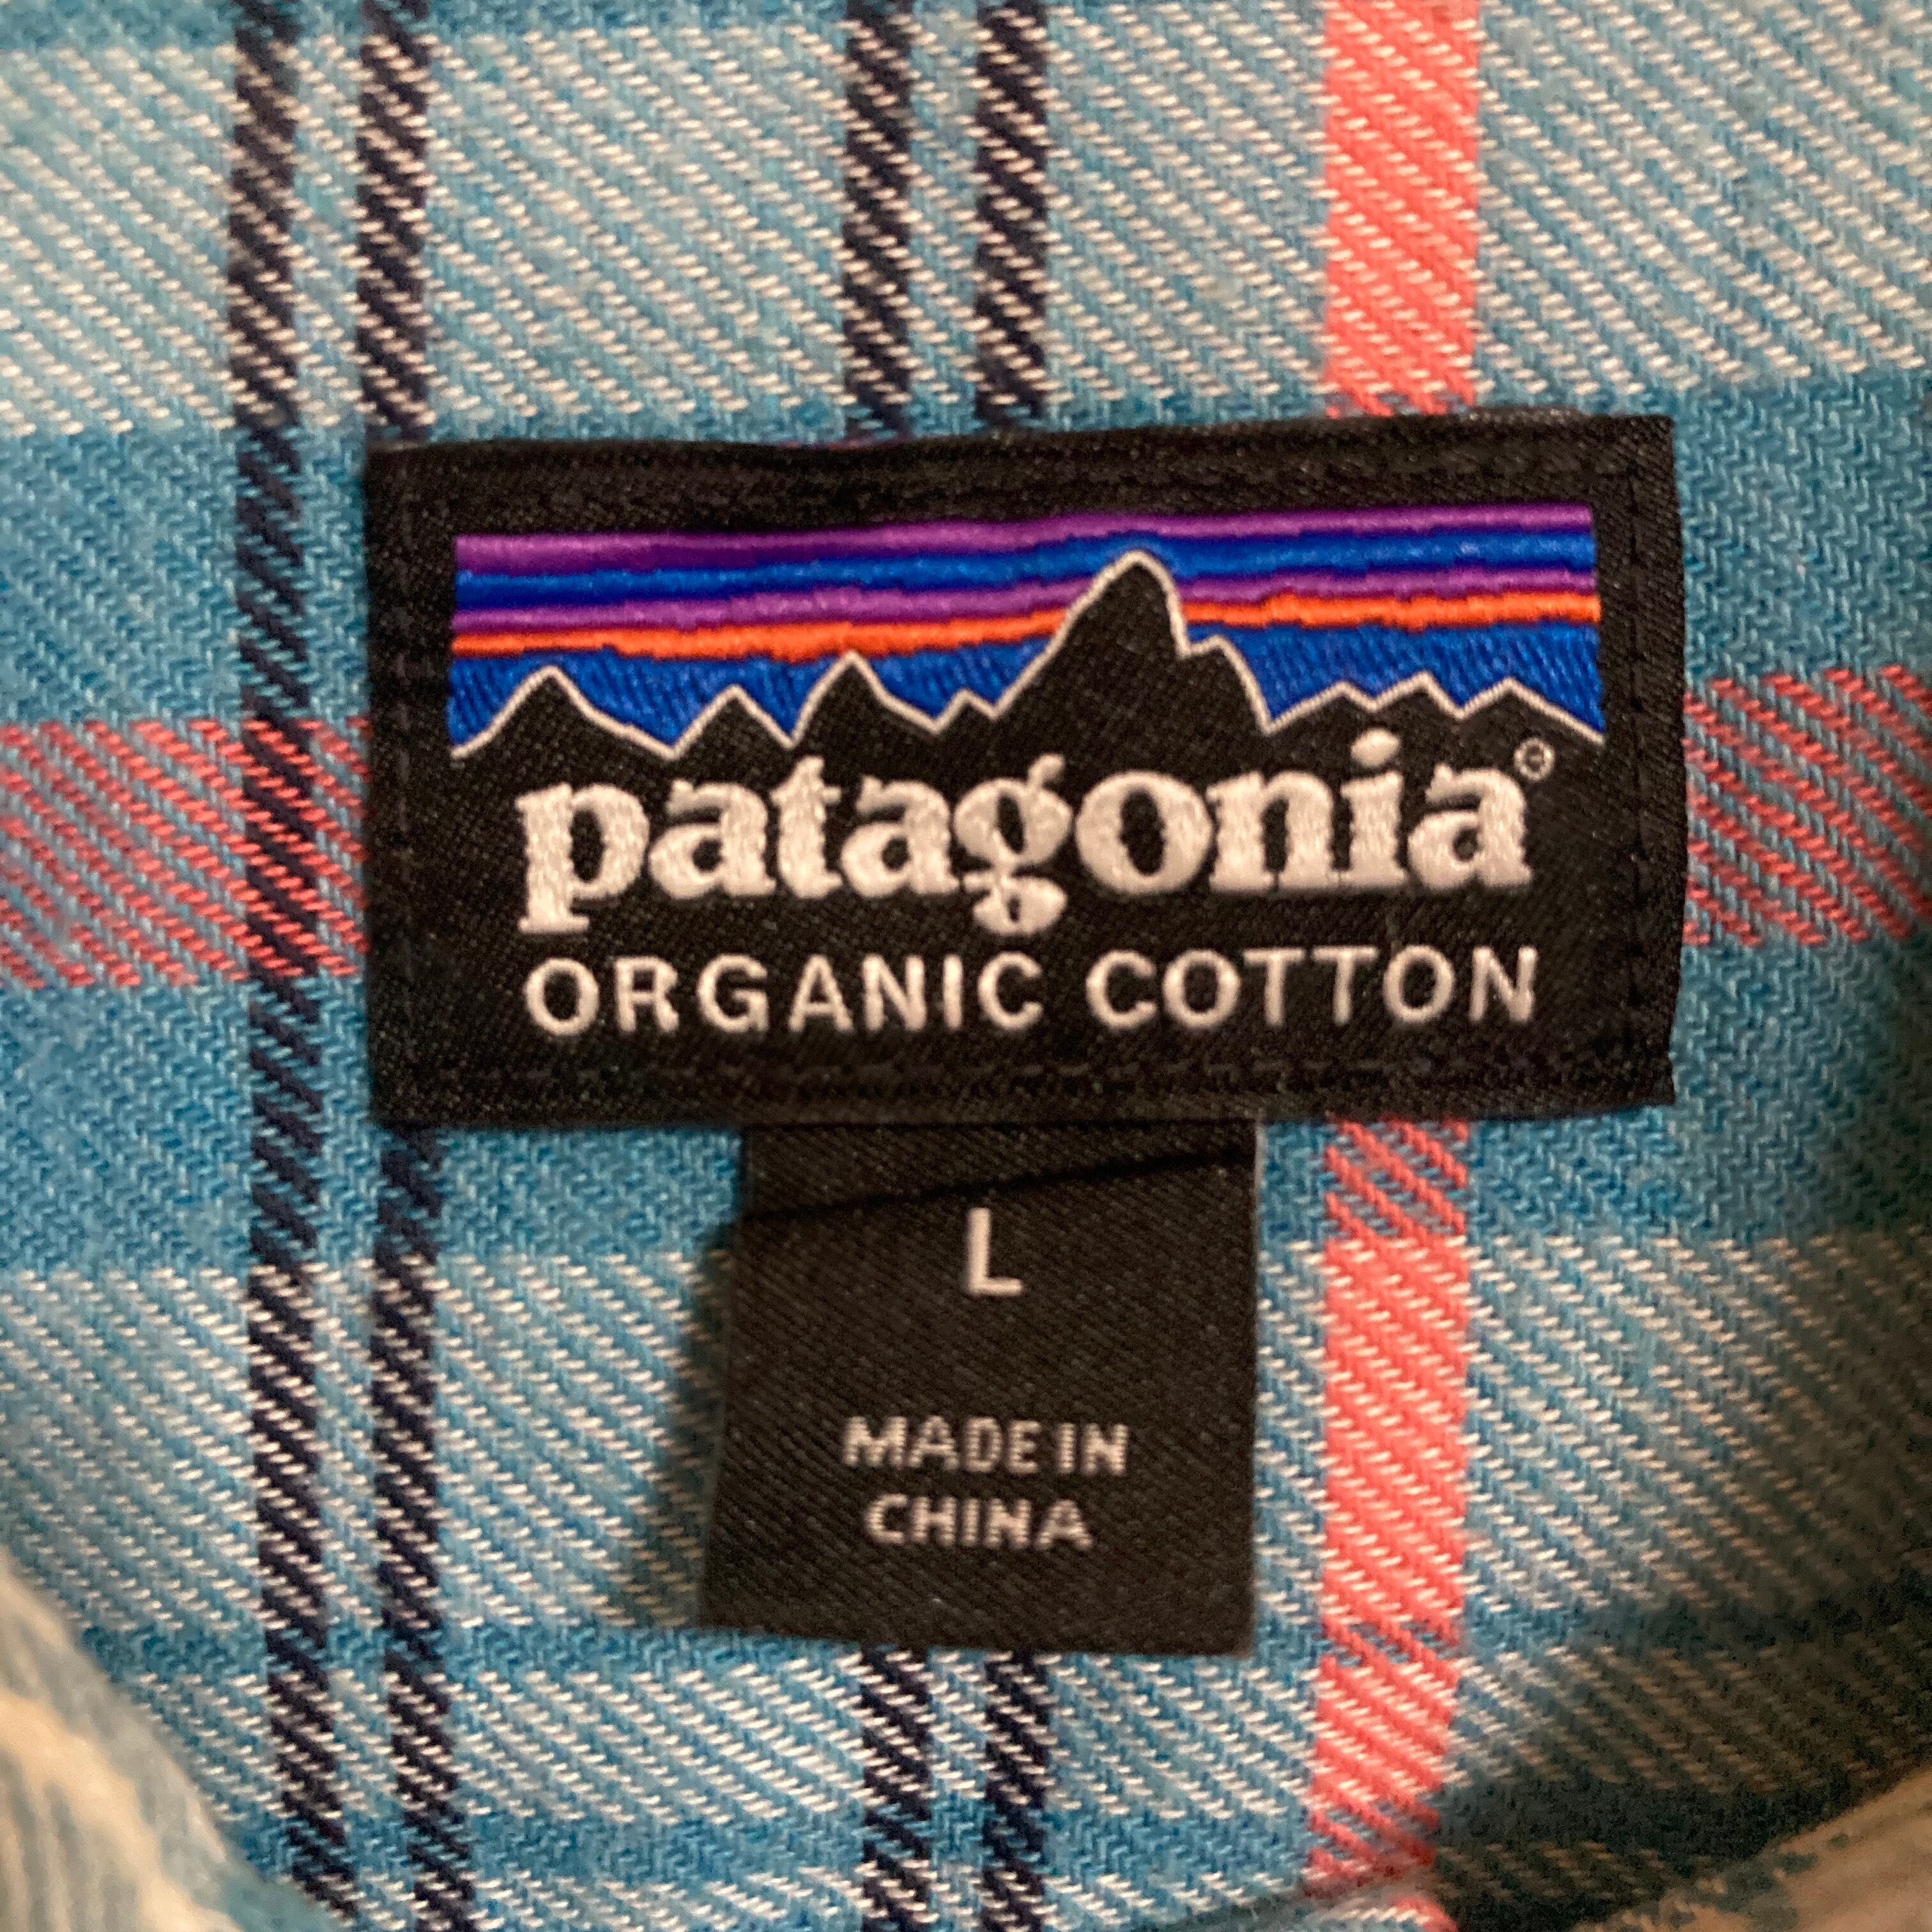 patagonia®
ORGANIC COTTON
L
MADE IN
CHINA